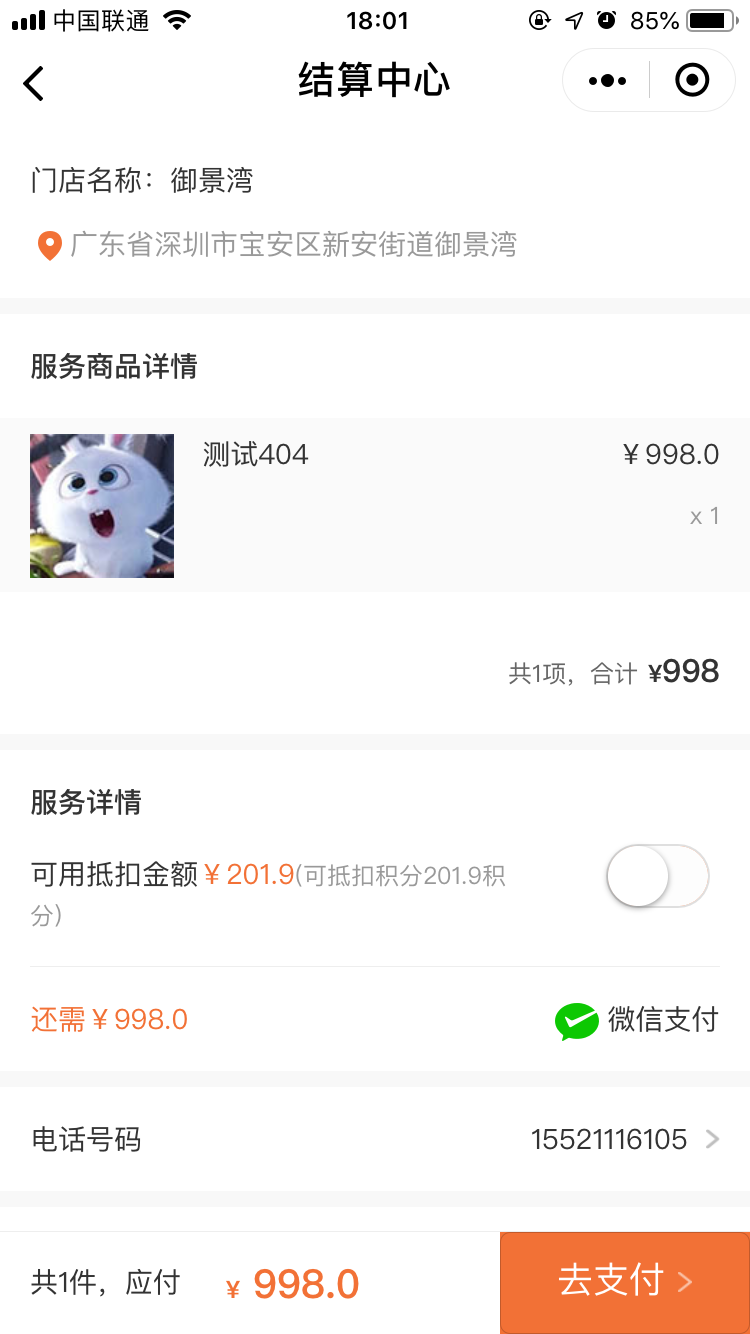 中国联通 18:01 85%
结算中心
门店名称：御景湾
广东省深圳市宝安区新安街道御景湾
服务商品详情
测试404 ¥ 998.0
x 1
共1项，合计 ¥998
服务详情
可用抵扣金额 ¥ 201.9(可抵扣积分201.9积
分)
还需 ¥ 998.0 微信支付
电话号码 15521116105
共1件，应付 ¥ 998.0 去支付